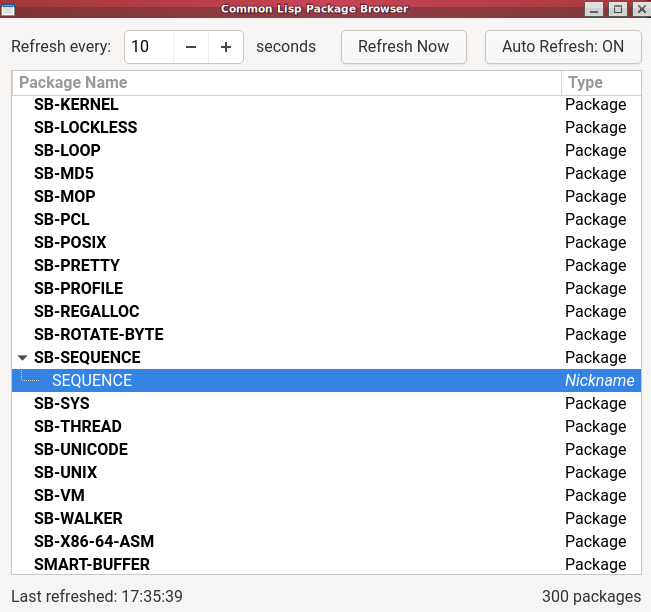 Common Lisp Package Browser
Refresh every: 10 − + seconds Refresh Now Auto Refresh: ON
Package Name Type
SB-KERNEL Package
SB-LOCKLESS Package
SB-LOOP Package
SB-MD5 Package
SB-MOP Package
SB-PCL Package
SB-POSIX Package
SB-PRETTY Package
SB-PROFILE Package
SB-REGALLOC Package
SB-ROTATE-BYTE Package
SB-SEQUENCE Package
SEQUENCE Nickname
SB-SYS Package
SB-THREAD Package
SB-UNICODE Package
SB-UNIX Package
SB-VM Package
SB-WALKER Package
SB-X86-64-ASM Package
SMART-BUFFER Package
Last refreshed: 17:35:39 300 packages